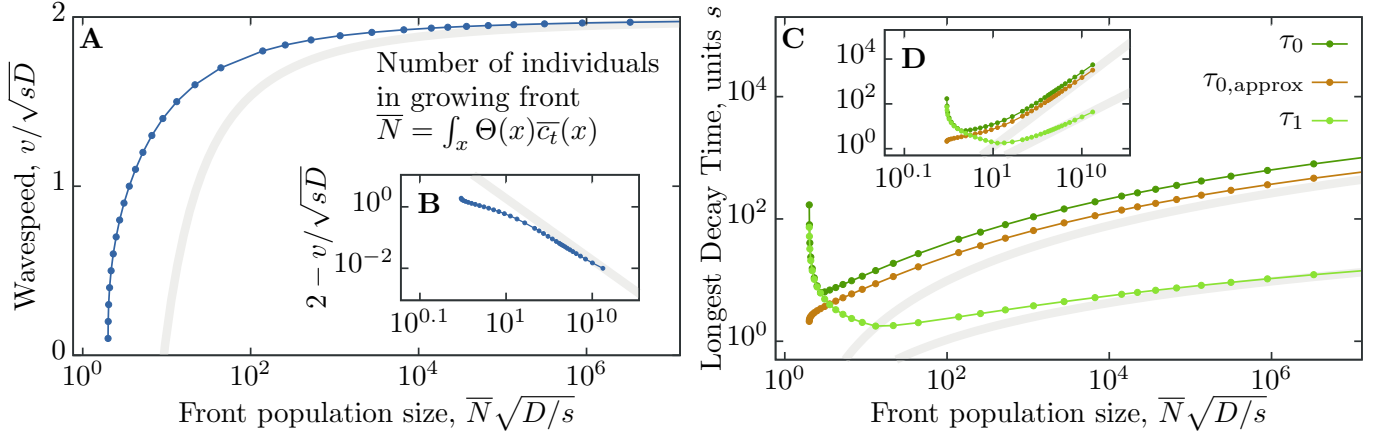 A
Wavespeed, v/√sD
2
1
0
10^0
10^2
10^4
10^6
Front population size, N̅√D/s
Number of individuals
in growing front
N̅ = ∫_x Θ(x)c̅_t(x)
B
2 − v/√sD
10^0
10^−2
10^0.1
10^1
10^10
C
Longest Decay Time, units s
10^4
10^2
10^0
10^0
10^2
10^4
10^6
Front population size, N̅√D/s
D
10^4
10^2
10^0
10^0.1
10^1
10^10
τ_0
τ_0,approx
τ_1